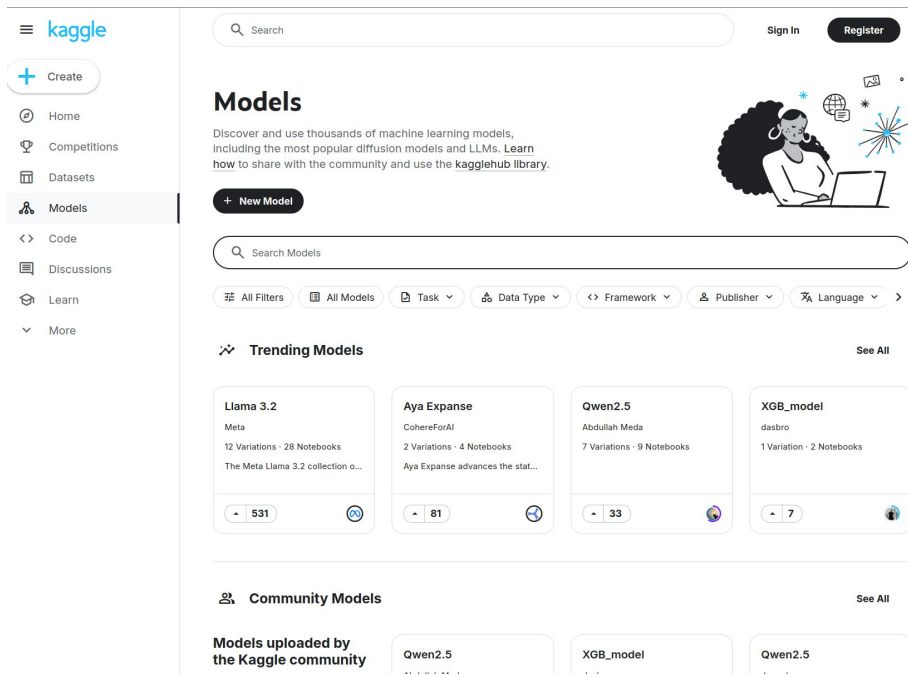 kaggle
Search
Sign In
Register
Create
Home
Competitions
Datasets
Models
Code
Discussions
Learn
More
Models
Discover and use thousands of machine learning models,
including the most popular diffusion models and LLMs. Learn
how to share with the community and use the kagglehub library.
+ New Model
Search Models
All Filters
All Models
Task
Data Type
Framework
Publisher
Language
Trending Models
See All
Llama 3.2
Meta
12 Variations · 28 Notebooks
The Meta Llama 3.2 collection o...
531
Aya Expanse
CohereForAI
2 Variations · 4 Notebooks
Aya Expanse advances the stat...
81
Qwen2.5
Abdullah Meda
7 Variations · 9 Notebooks
33
XGB_model
dasbro
1 Variation · 2 Notebooks
7
Community Models
See All
Models uploaded by
the Kaggle community
Qwen2.5
XGB_model
Qwen2.5